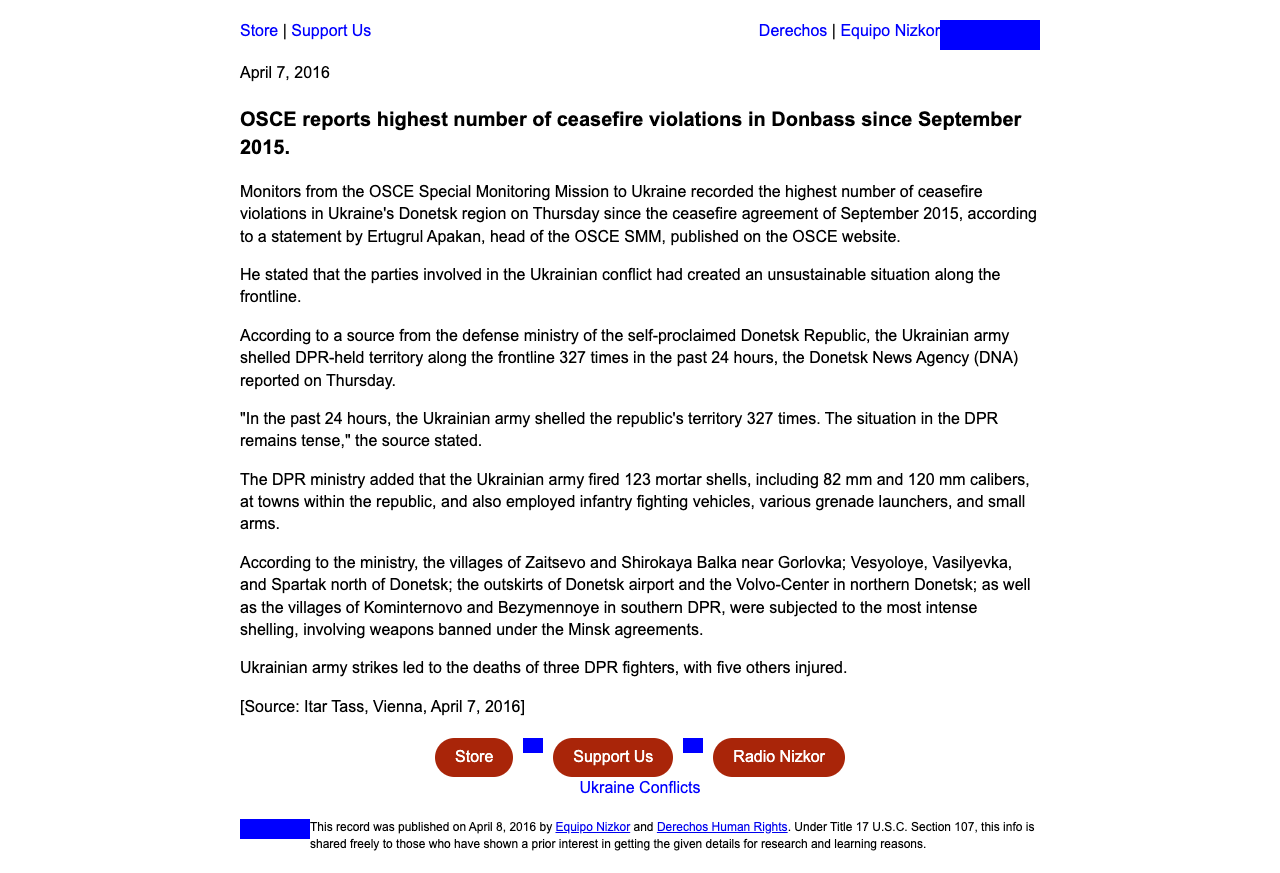 Store | Support Us
Derechos | Equipo Nizkor
April 7, 2016
OSCE reports highest number of ceasefire violations in Donbass since September
2015.
Monitors from the OSCE Special Monitoring Mission to Ukraine recorded the highest number of ceasefire
violations in Ukraine's Donetsk region on Thursday since the ceasefire agreement of September 2015, according
to a statement by Ertugrul Apakan, head of the OSCE SMM, published on the OSCE website.
He stated that the parties involved in the Ukrainian conflict had created an unsustainable situation along the
frontline.
According to a source from the defense ministry of the self-proclaimed Donetsk Republic, the Ukrainian army
shelled DPR-held territory along the frontline 327 times in the past 24 hours, the Donetsk News Agency (DNA)
reported on Thursday.
"In the past 24 hours, the Ukrainian army shelled the republic's territory 327 times. The situation in the DPR
remains tense," the source stated.
The DPR ministry added that the Ukrainian army fired 123 mortar shells, including 82 mm and 120 mm calibers,
at towns within the republic, and also employed infantry fighting vehicles, various grenade launchers, and small
arms.
According to the ministry, the villages of Zaitsevo and Shirokaya Balka near Gorlovka; Vesyoloye, Vasilyevka,
and Spartak north of Donetsk; the outskirts of Donetsk airport and the Volvo-Center in northern Donetsk; as well
as the villages of Kominternovo and Bezymennoye in southern DPR, were subjected to the most intense
shelling, involving weapons banned under the Minsk agreements.
Ukrainian army strikes led to the deaths of three DPR fighters, with five others injured.
[Source: Itar Tass, Vienna, April 7, 2016]
Store
Support Us
Radio Nizkor
Ukraine Conflicts
This record was published on April 8, 2016 by Equipo Nizkor and Derechos Human Rights. Under Title 17 U.S.C. Section 107, this info is
shared freely to those who have shown a prior interest in getting the given details for research and learning reasons.